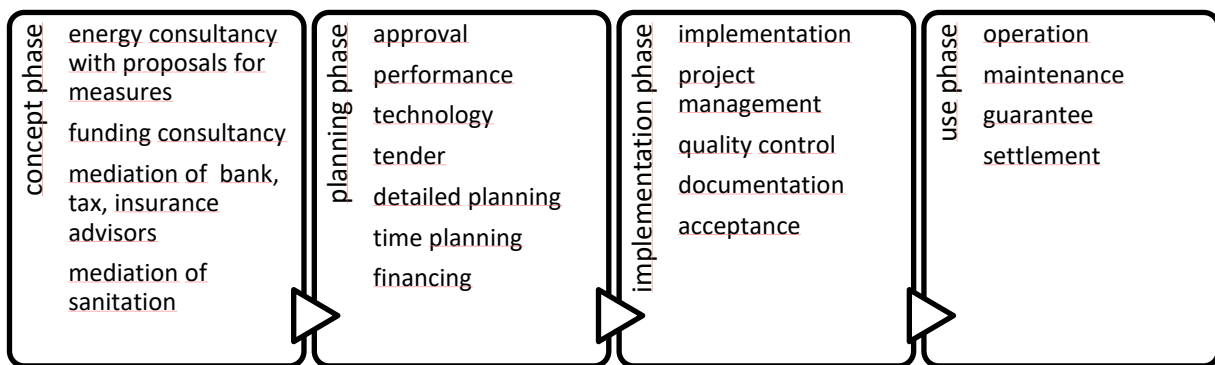 concept phase
energy consultancy
with proposals for
measures
funding consultancy
mediation of  bank,
tax, insurance
advisors
mediation of
sanitation
planning phase
approval
performance
technology
tender
detailed planning
time planning
financing
implementation phase
implementation
project
management
quality control
documentation
acceptance
use phase
operation
maintenance
guarantee
settlement